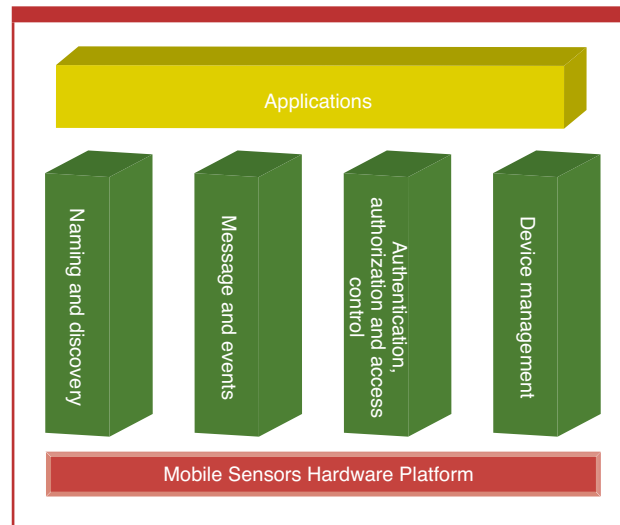 Applications
Naming and discovery
Message and events
Authentication,
authorization and access
control
Device management
Mobile Sensors Hardware Platform